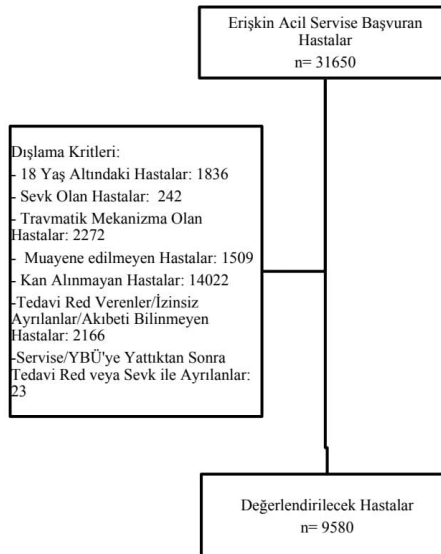 Erişkin Acil Servise Başvuran
Hastalar
n= 31650
Dışlama Kriterleri:
- 18 Yaş Altındaki Hastalar: 1836
- Sevk Olan Hastalar: 242
- Travmatik Mekanizma Olan
Hastalar: 2272
- Muayene edilmeyen Hastalar: 1509
- Kan Alınmayan Hastalar: 14022
-Tedavi Red Verenler/İzinsiz
Ayrılanlar/Akıbeti Bilinmeyen
Hastalar: 2166
-Servise/YBÜ'ye Yattıktan Sonra
Tedavi Red veya Sevk ile Ayrılanlar:
23
Değerlendirilecek Hastalar
n= 9580